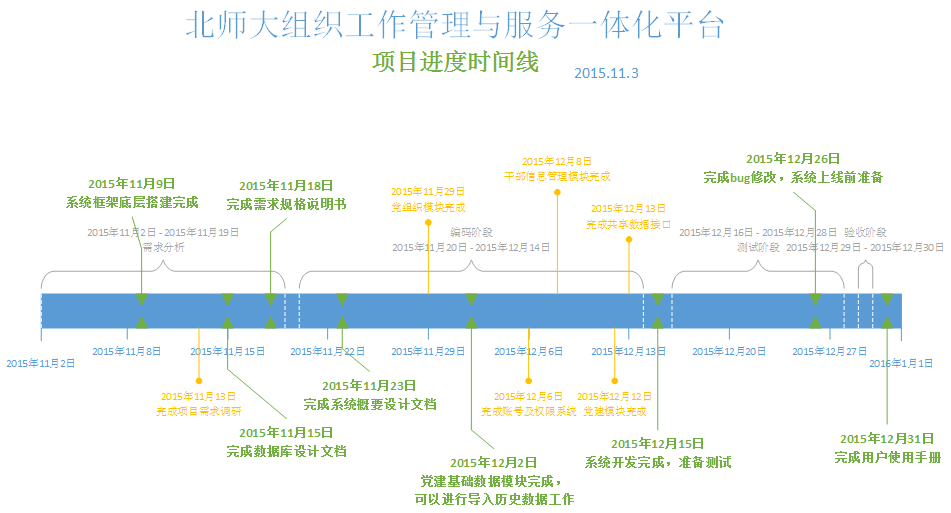 北师大组织工作管理与服务一体化平台
项目进度时间线
2015.11.3
2015年12月8日
干部信息管理模块完成
2015年12月26日
完成bug修改，系统上线前准备
2015年11月9日
系统框架底层搭建完成
2015年11月18日
完成需求规格说明书
2015年11月29日
党组织模块完成
2015年12月13日
完成共享数据接口
2015年11月2日 - 2015年11月19日
需求分析
编码阶段
2015年11月20日 - 2015年12月14日
2015年12月16日 - 2015年12月28日
测试阶段
验收阶段
2015年12月29日 - 2015年12月30日
2015年11月2日
2015年11月8日
2015年11月15日
2015年11月22日
2015年11月29日
2015年12月6日
2015年12月13日
2015年12月20日
2015年12月27日
2016年1月1日
2015年11月13日
完成项目需求调研
2015年11月23日
完成系统概要设计文档
2015年12月6日
完成账号及权限系统
2015年12月12日
党建模块完成
2015年11月15日
完成数据库设计文档
2015年12月2日
党建基础数据模块完成，
可以进行导入历史数据工作
2015年12月15日
系统开发完成，准备测试
2015年12月31日
完成用户使用手册